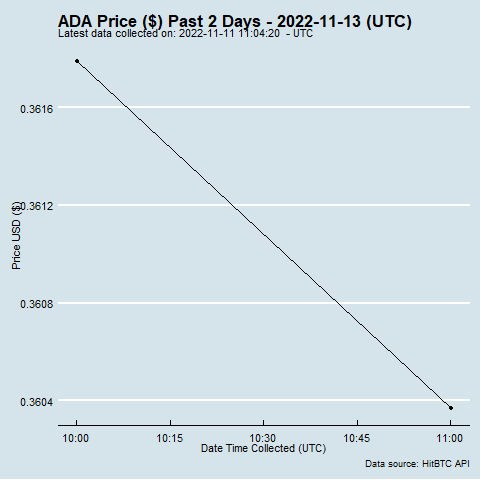 ADA Price ($) Past 2 Days - 2022-11-13 (UTC)
Latest data collected on: 2022-11-11 11:04:20 - UTC
0.3616
0.3612
Price USD ($)
0.3608
0.3604
10:00 10:15 10:30 10:45 11:00
Date Time Collected (UTC)
Data source: HitBTC API